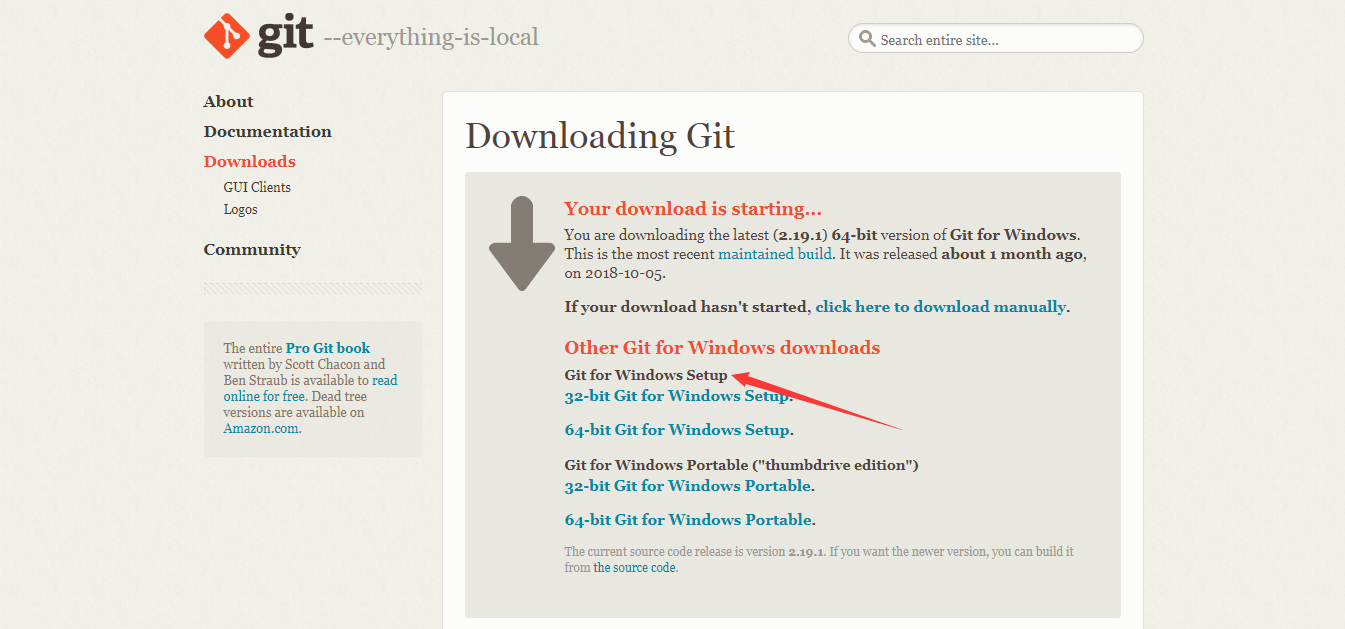 git --everything-is-local
Search entire site...
About
Documentation
Downloads
GUI Clients
Logos
Community
The entire Pro Git book
written by Scott Chacon and
Ben Straub is available to read
online for free. Dead tree
versions are available on
Amazon.com.
Downloading Git
Your download is starting...
You are downloading the latest (2.19.1) 64-bit version of Git for Windows.
This is the most recent maintained build. It was released about 1 month ago,
on 2018-10-05.
If your download hasn't started, click here to download manually.
Other Git for Windows downloads
Git for Windows Setup
32-bit Git for Windows Setup.
64-bit Git for Windows Setup.
Git for Windows Portable ("thumbdrive edition")
32-bit Git for Windows Portable.
64-bit Git for Windows Portable.
The current source code release is version 2.19.1. If you want the newer version, you can build it
from the source code.